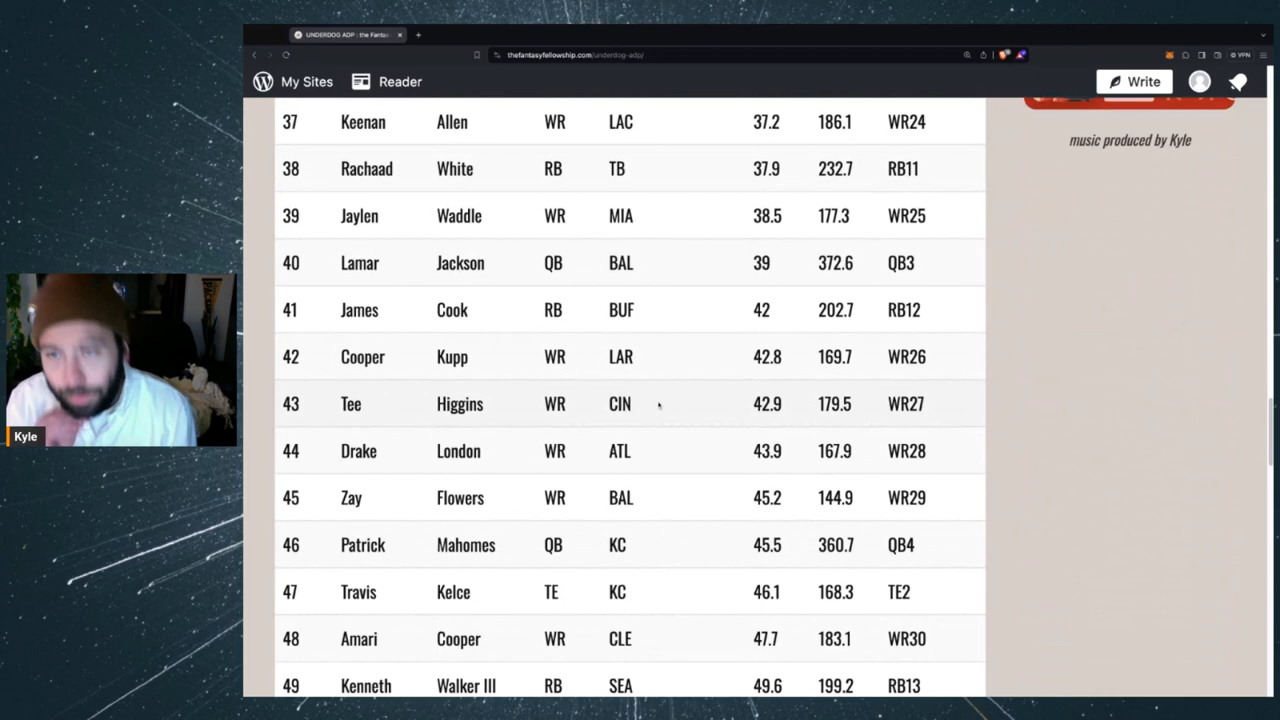 UNDERDOG ADP : the Fantas
thefantasyfellowship.com/underdog-adp/
VPN
My Sites Reader Write
37 Keenan Allen WR LAC 37.2 186.1 WR24
music produced by Kyle
38 Rachaad White RB TB 37.9 232.7 RB11
39 Jaylen Waddle WR MIA 38.5 177.3 WR25
40 Lamar Jackson QB BAL 39 372.6 QB3
41 James Cook RB BUF 42 202.7 RB12
42 Cooper Kupp WR LAR 42.8 169.7 WR26
43 Tee Higgins WR CIN 42.9 179.5 WR27
Kyle
44 Drake London WR ATL 43.9 167.9 WR28
45 Zay Flowers WR BAL 45.2 144.9 WR29
46 Patrick Mahomes QB KC 45.5 360.7 QB4
47 Travis Kelce TE KC 46.1 168.3 TE2
48 Amari Cooper WR CLE 47.7 183.1 WR30
49 Kenneth Walker III RB SEA 49.6 199.2 RB13